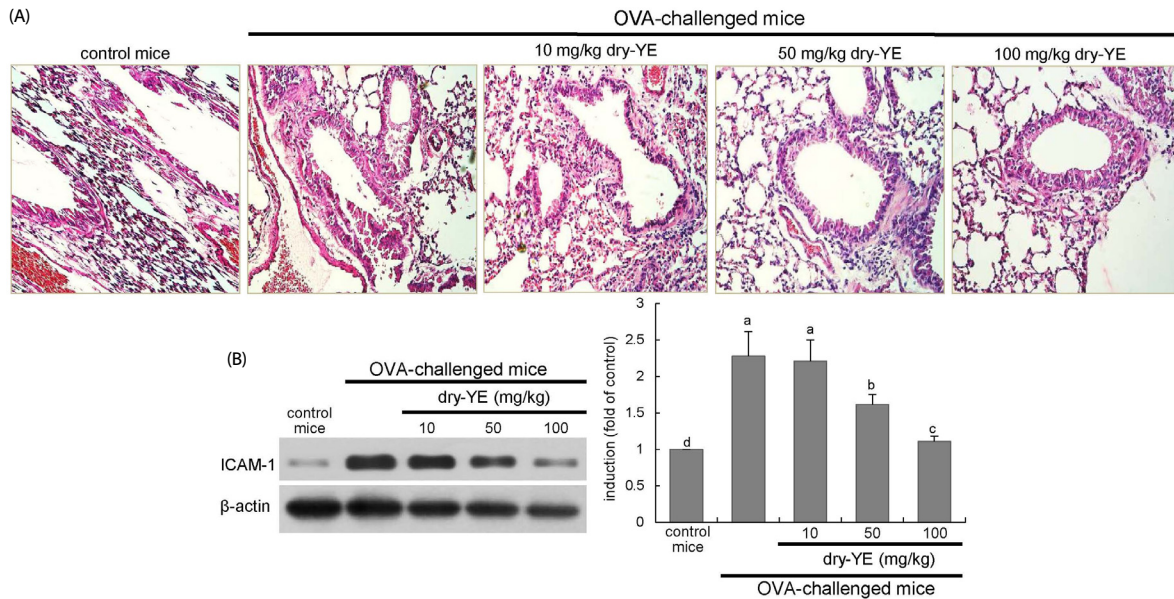 (A)
OVA-challenged mice
control mice
10 mg/kg dry-YE
50 mg/kg dry-YE
100 mg/kg dry-YE
(B)
OVA-challenged mice
dry-YE (mg/kg)
control
mice
10
50
100
ICAM-1
β-actin
induction (fold of control)
3
2.5
2
1.5
1
0.5
0
d
a
a
b
c
control
mice
10
50
100
dry-YE (mg/kg)
OVA-challenged mice